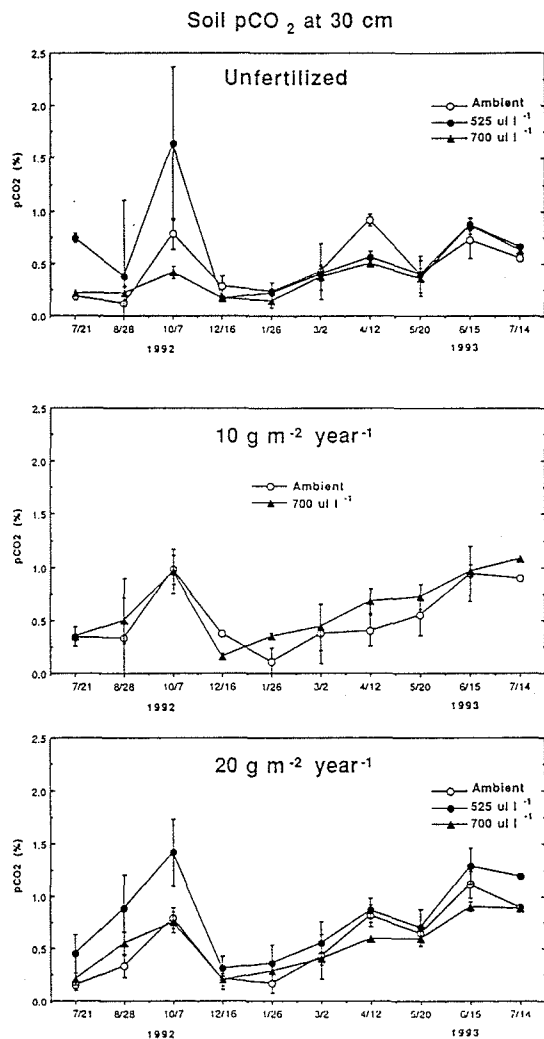 Soil pCO 2 at 30 cm
Unfertilized
Ambient
525 ul l -1
700 ul l -1
pCO2 (%)
2.5
2.0
1.5
1.0
0.5
0.0
7/21 8/28 10/7 12/16 1/26 3/2 4/12 5/20 6/15 7/14
1992 1993
10 g m-2 year-1
Ambient
700 ul l -1
pCO2 (%)
2.5
2.0
1.5
1.0
0.5
0.0
7/21 8/28 10/7 12/16 1/26 3/2 4/12 5/20 6/15 7/14
1992 1993
20 g m-2 year-1
Ambient
525 ul l -1
700 ul l -1
pCO2 (%)
2.5
2.0
1.5
1.0
0.5
0.0
7/21 8/28 10/7 12/16 1/26 3/2 4/12 5/20 6/15 7/14
1992 1993